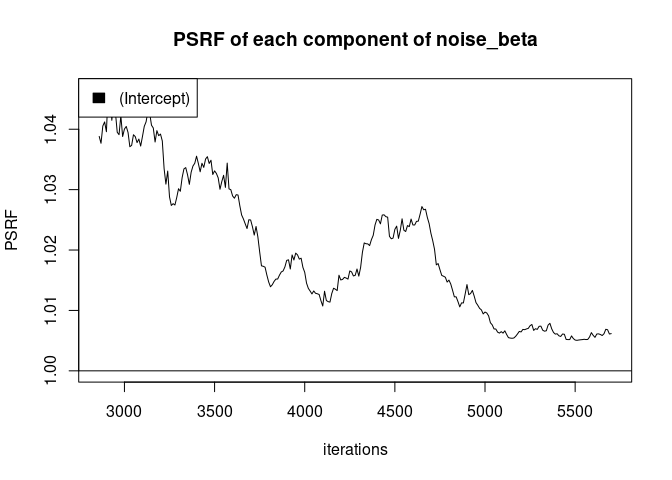 PSRF of each component of noise_beta
(Intercept)
PSRF
1.04
1.03
1.02
1.01
1.00
3000 3500 4000 4500 5000 5500
iterations